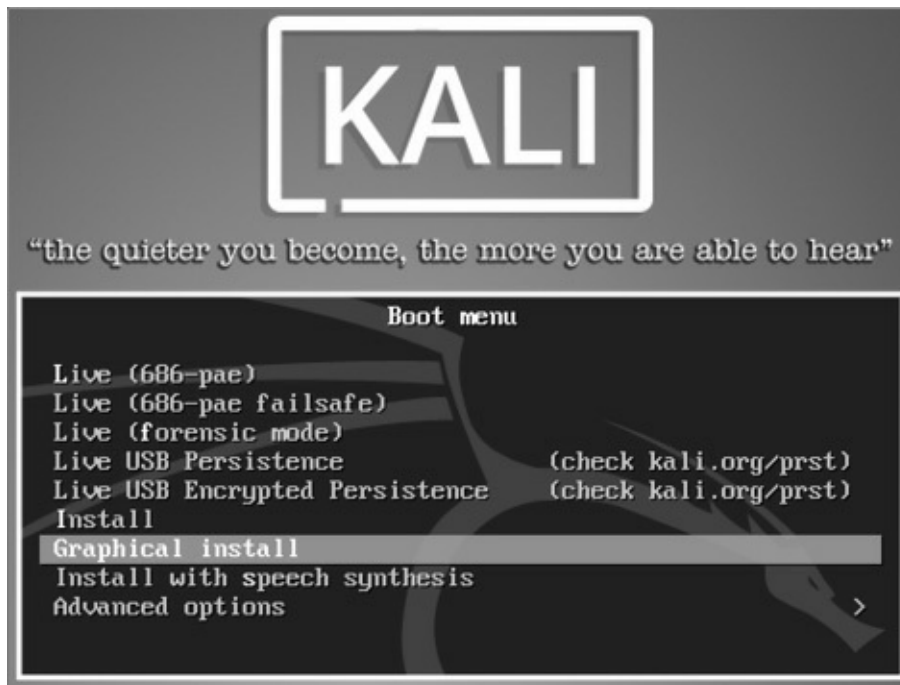 KALI
“the quieter you become, the more you are able to hear”
Boot menu
Live (686-pae)
Live (686-pae failsafe)
Live (forensic mode)
Live USB Persistence (check kali.org/prst)
Live USB Encrypted Persistence (check kali.org/prst)
Install
Graphical install
Install with speech synthesis
Advanced options >